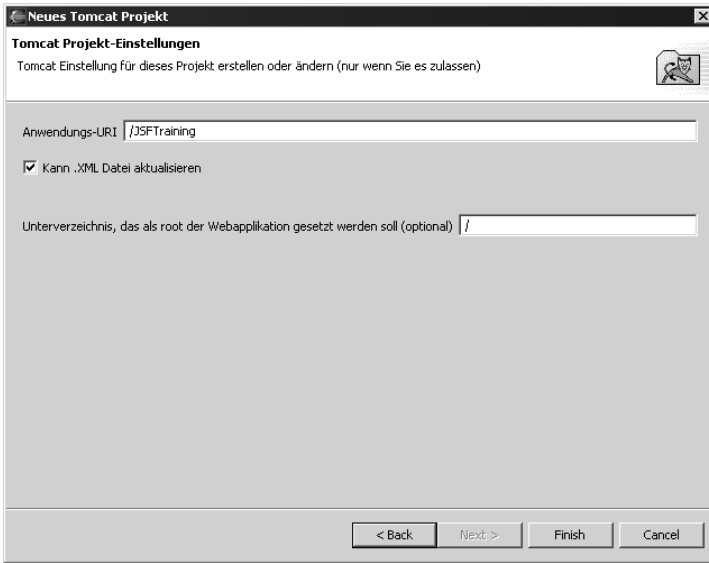 Neues Tomcat Projekt
Tomcat Projekt-Einstellungen
Tomcat Einstellung für dieses Projekt erstellen oder ändern (nur wenn Sie es zulassen)
Anwendungs-URI /JSFTraining
Kann .XML Datei aktualisieren
Unterverzeichnis, das als root der Webapplikation gesetzt werden soll (optional) /
< Back Next > Finish Cancel